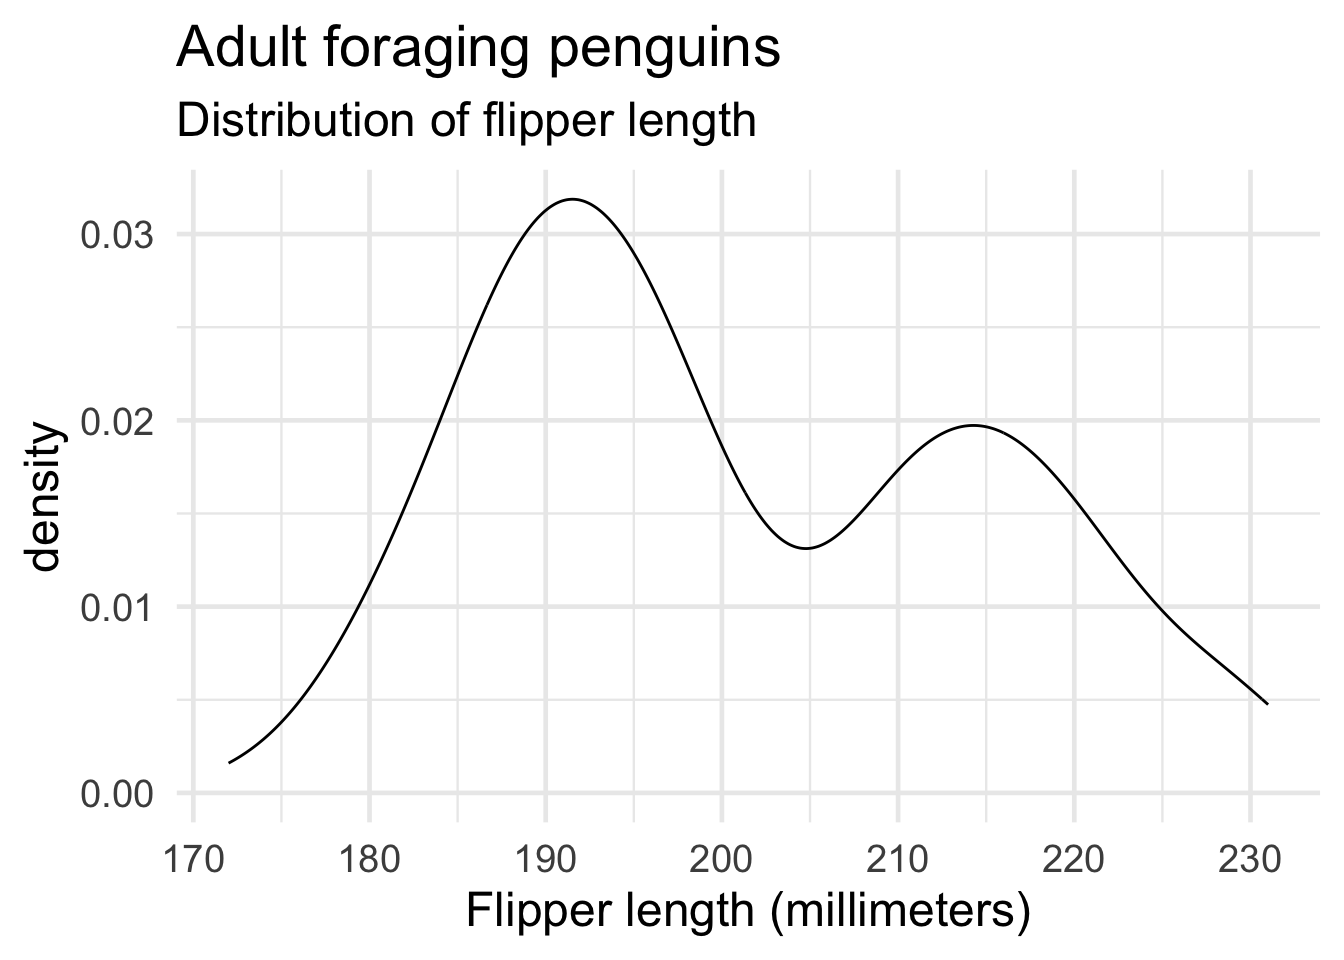 Adult foraging penguins
Distribution of flipper length
0.03
0.02
0.01
0.00
density
170 180 190 200 210 220 230
Flipper length (millimeters)